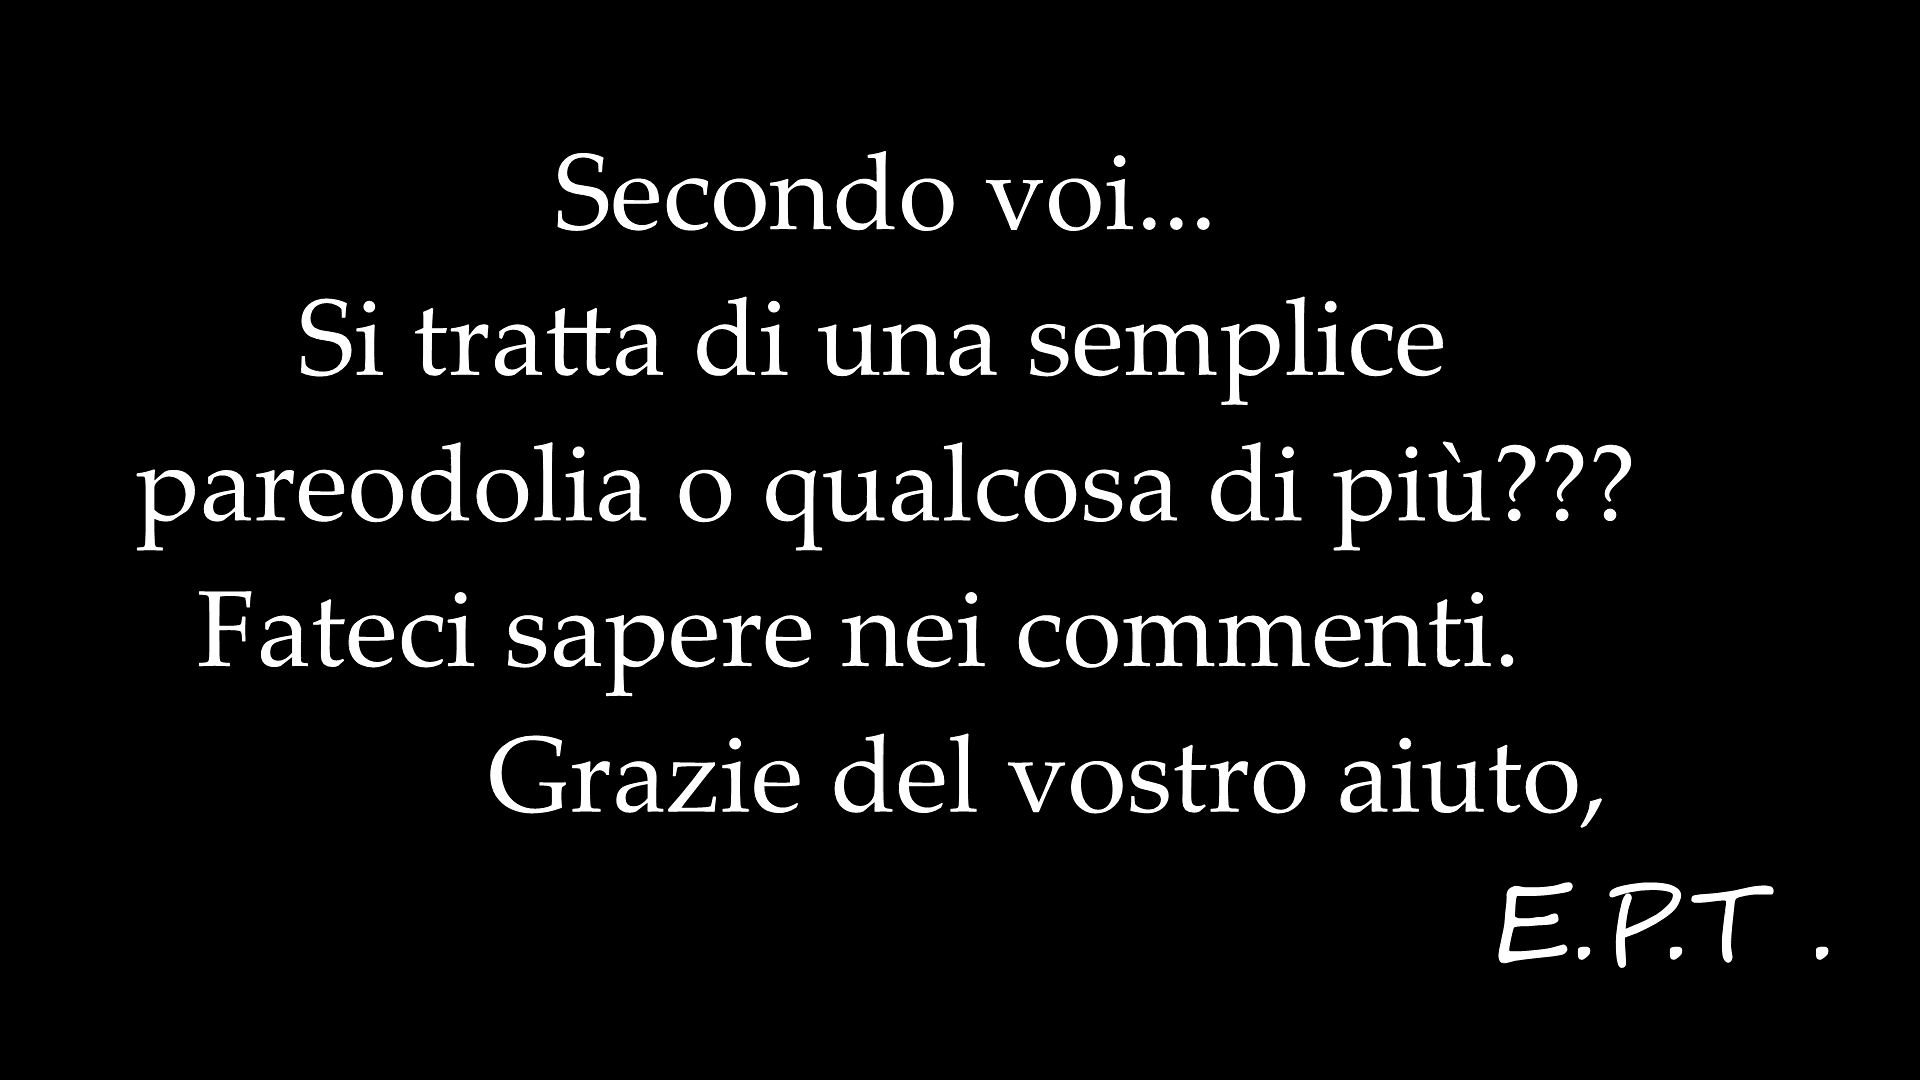 Secondo voi...
Si tratta di una semplice
pareodolia o qualcosa di più???
Fateci sapere nei commenti.
Grazie del vostro aiuto,
E.P.T .